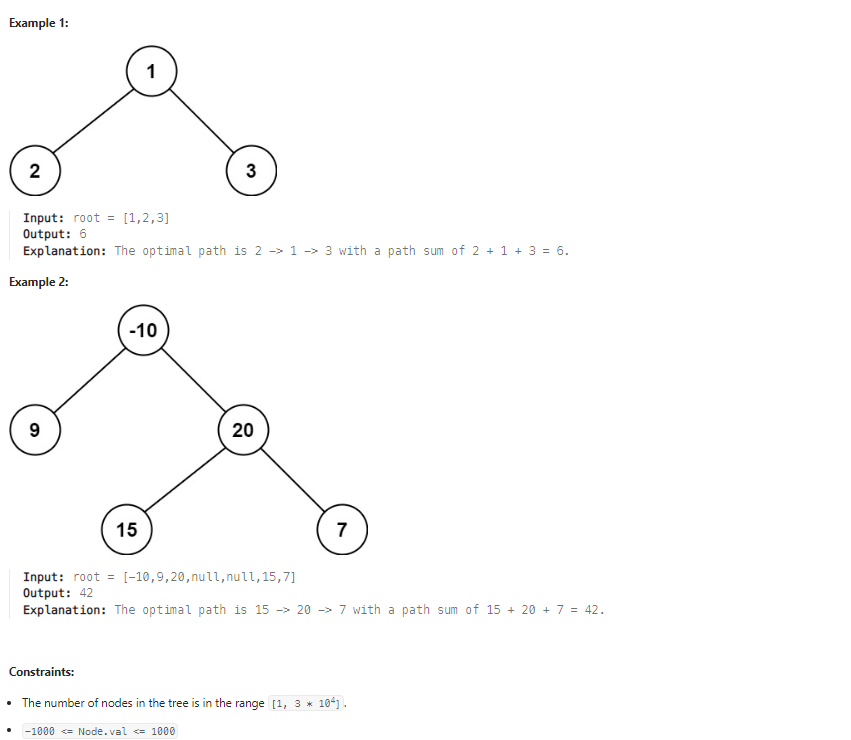 Example 1:
1
2
3
Input: root = [1,2,3]
Output: 6
Explanation: The optimal path is 2 -> 1 -> 3 with a path sum of 2 + 1 + 3 = 6.
Example 2:
-10
9
20
15
7
Input: root = [-10,9,20,null,null,15,7]
Output: 42
Explanation: The optimal path is 15 -> 20 -> 7 with a path sum of 15 + 20 + 7 = 42.
Constraints:
• The number of nodes in the tree is in the range [1, 3 * 10⁴].
• -1000 <= Node.val <= 1000